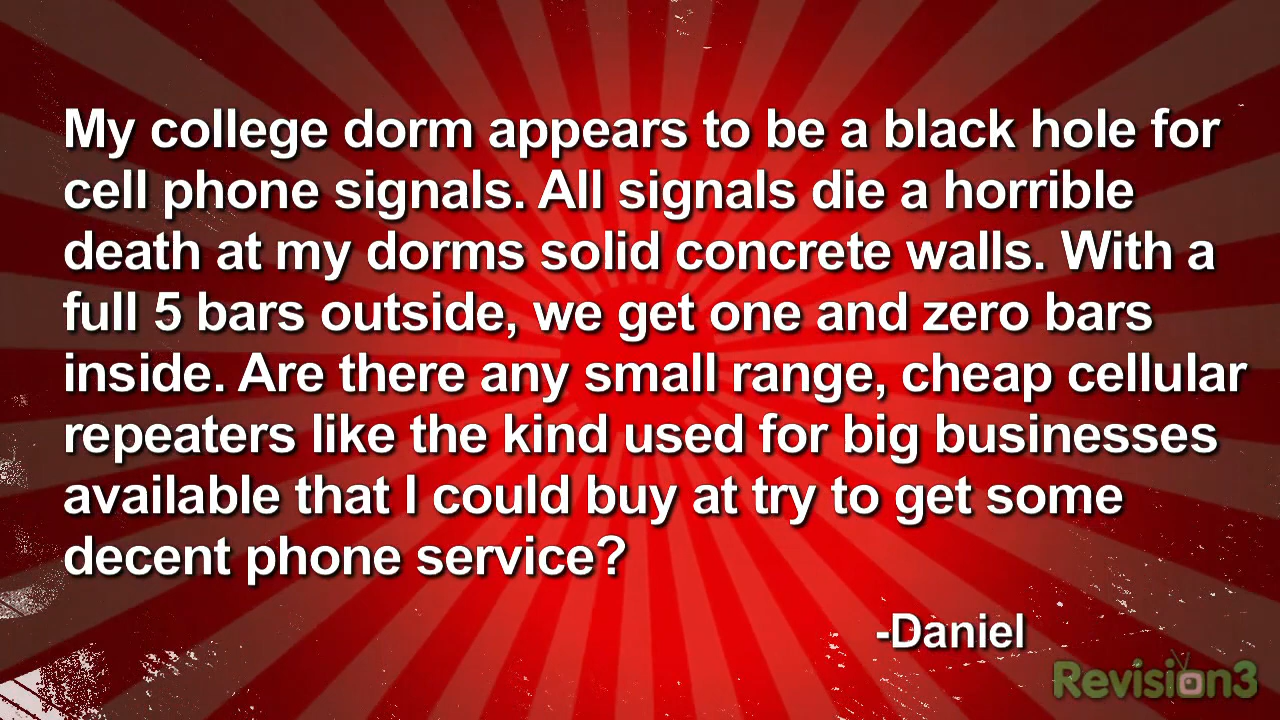 My college dorm appears to be a black hole for
cell phone signals. All signals die a horrible
death at my dorms solid concrete walls. With a
full 5 bars outside, we get one and zero bars
inside. Are there any small range, cheap cellular
repeaters like the kind used for big businesses
available that I could buy at try to get some
decent phone service?
-Daniel
Revision3